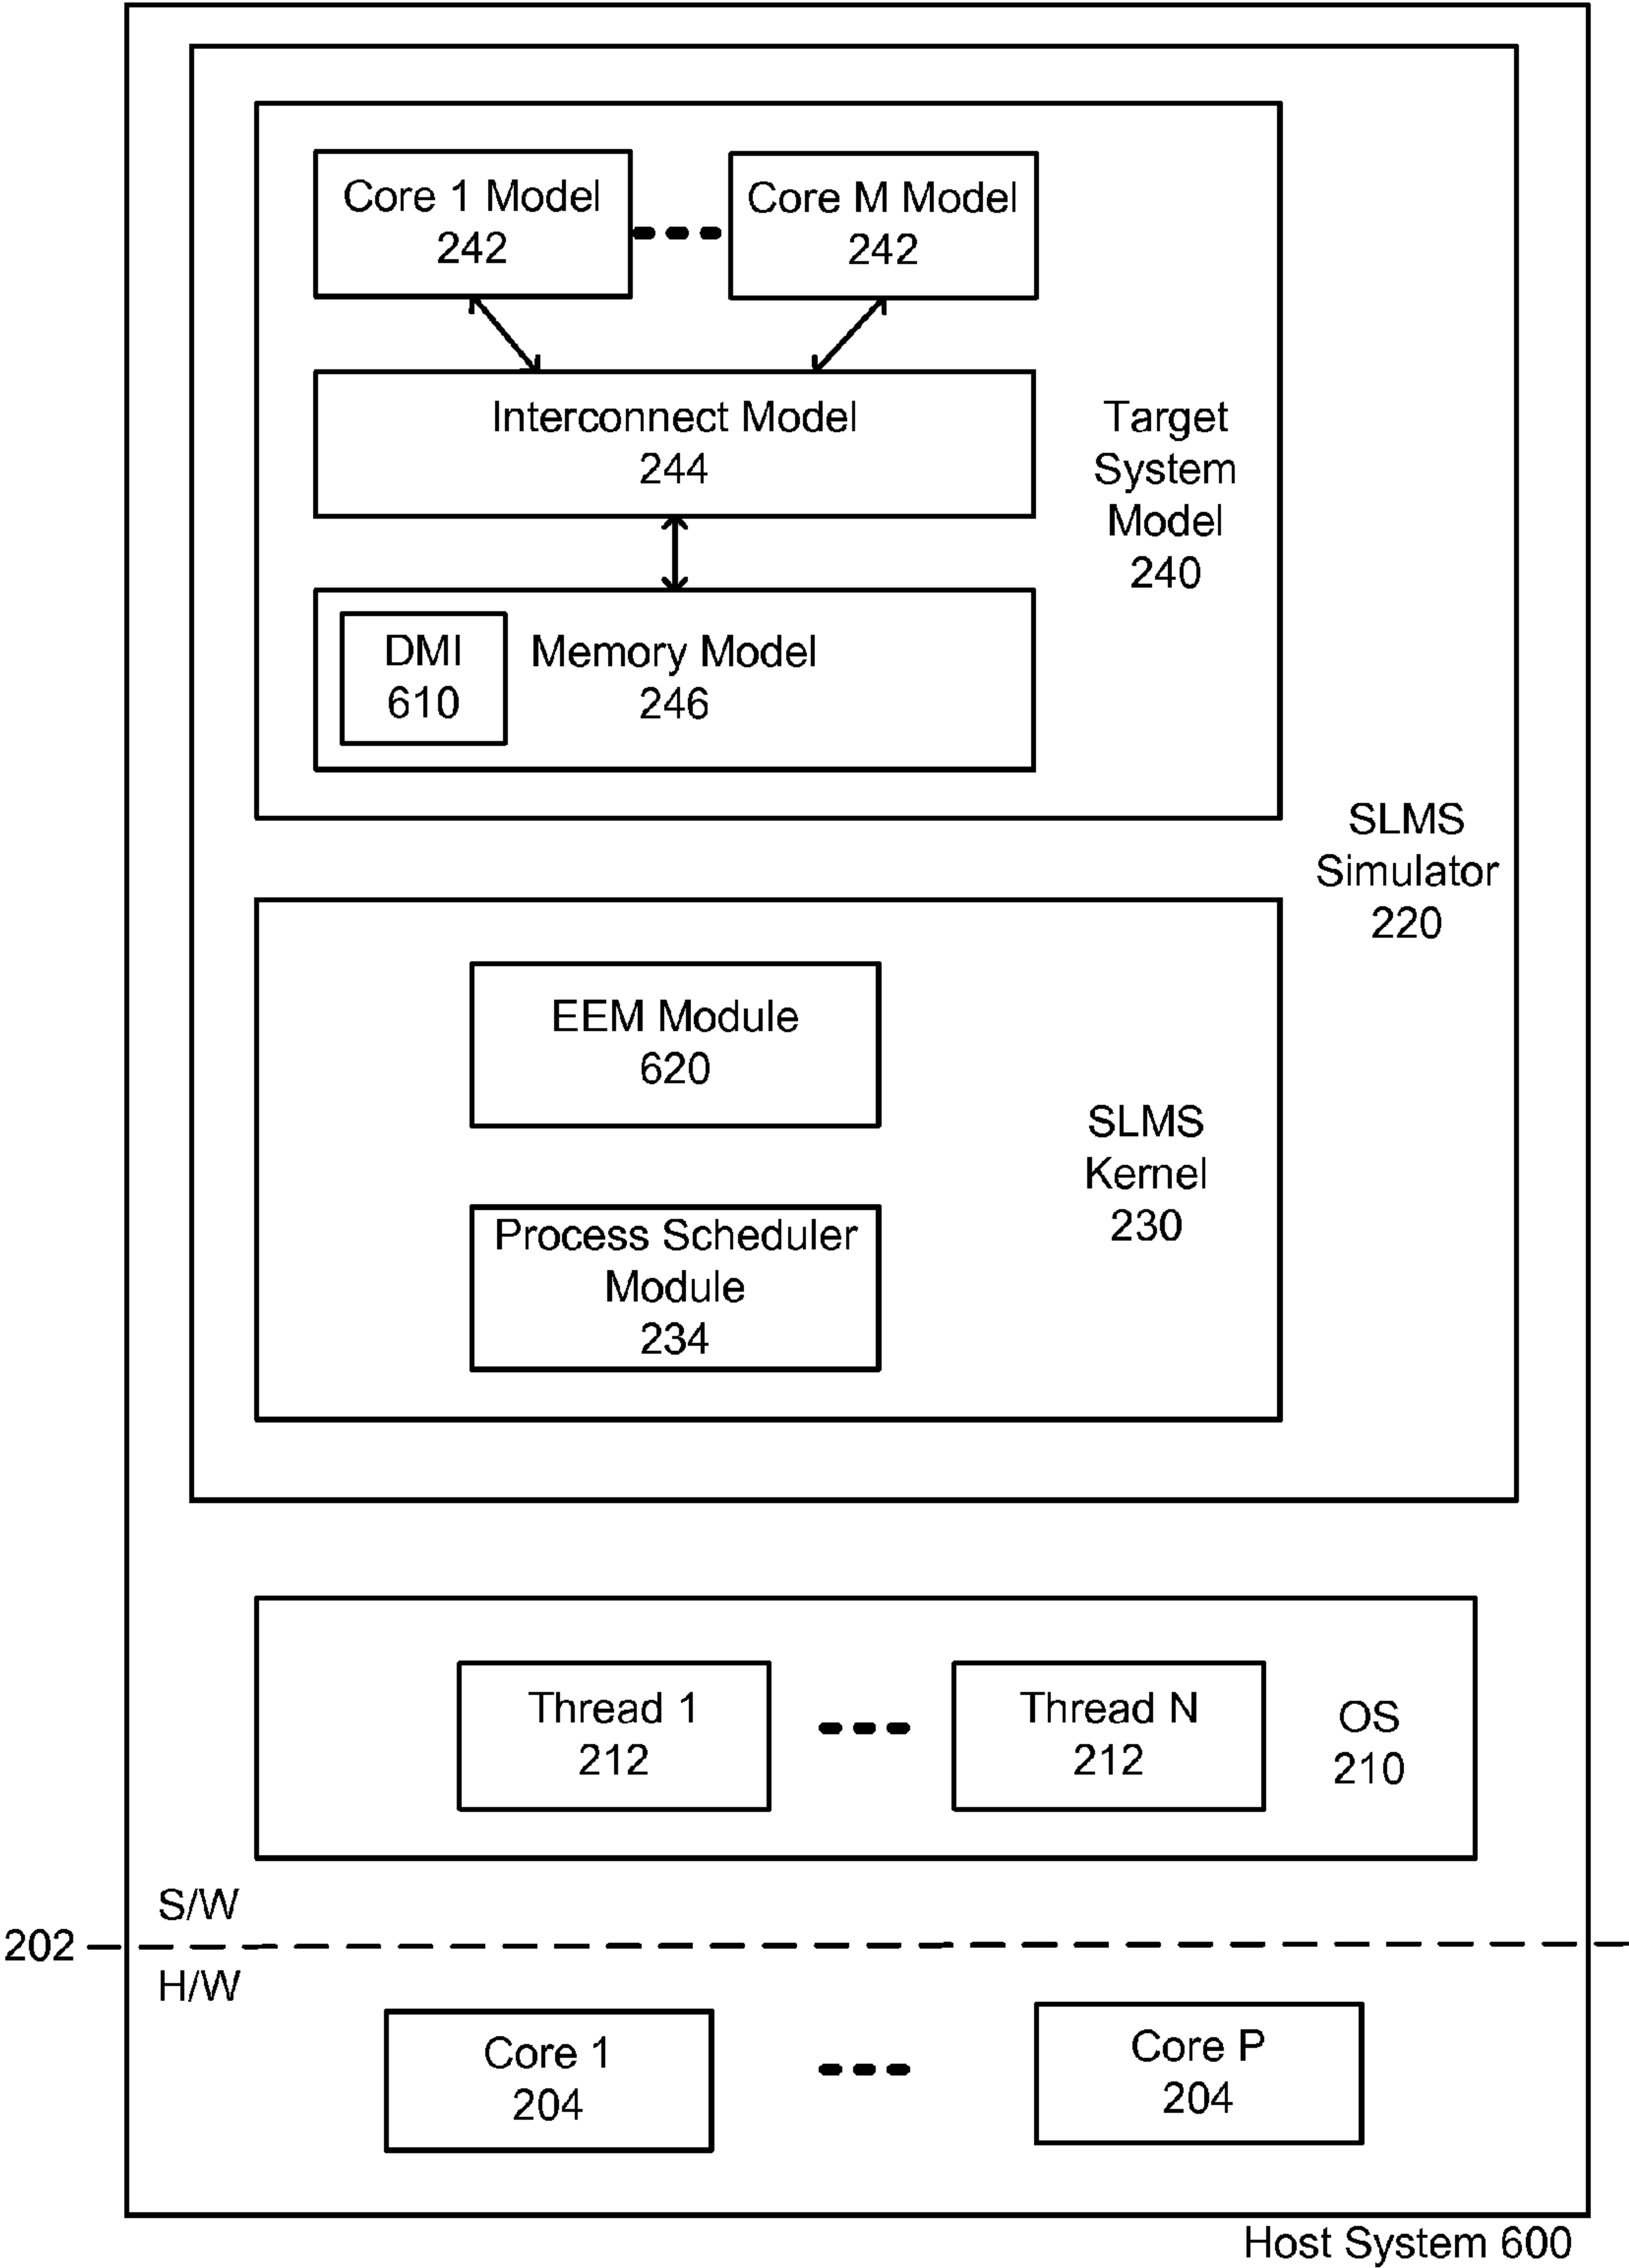 Core 1 Model
242
Core M Model
242
Interconnect Model
244
Target
System
Model
240
DMI
610
Memory Model
246
SLMS
Simulator
220
EEM Module
620
SLMS
Kernel
230
Process Scheduler
Module
234
Thread 1
212
Thread N
212
OS
210
S/W
202
H/W
Core 1
204
Core P
204
Host System 600